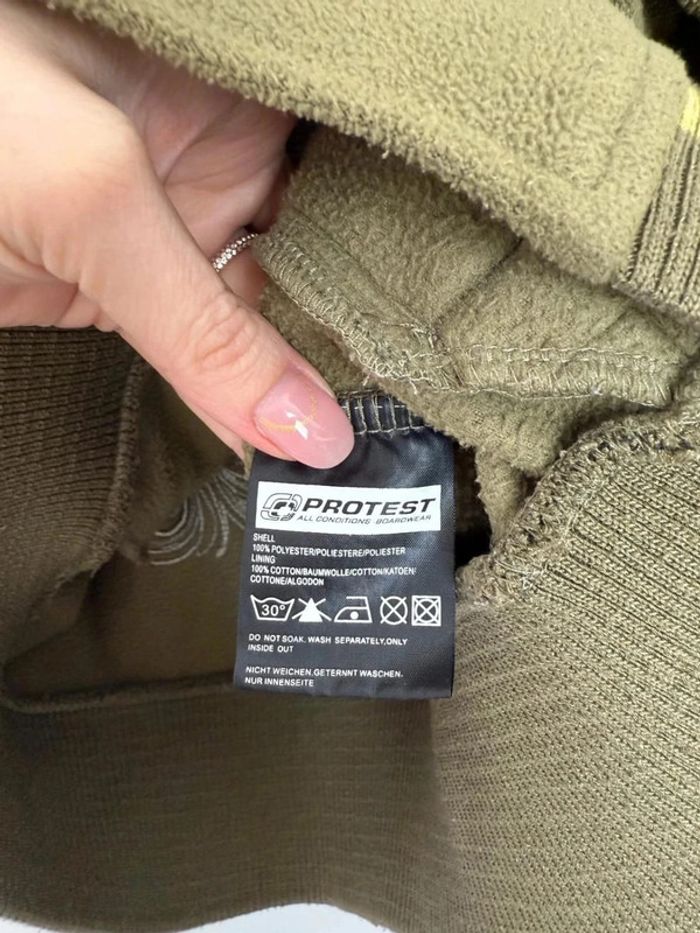 PROTEST
ALL CONDITIONS BOARDWEAR
SHELL
100% POLYESTER/POLIESTERE/POLIESTER
LINING
100% COTTON/BAUMWOLLE/COTTON/KATOEN:
COTTONE/ALGODON
30°
DO NOT SOAK. WASH SEPARATELY,ONLY
INSIDE OUT
NICHT WEICHEN.GETERNNT WASCHEN.
NUR INNENSEITE